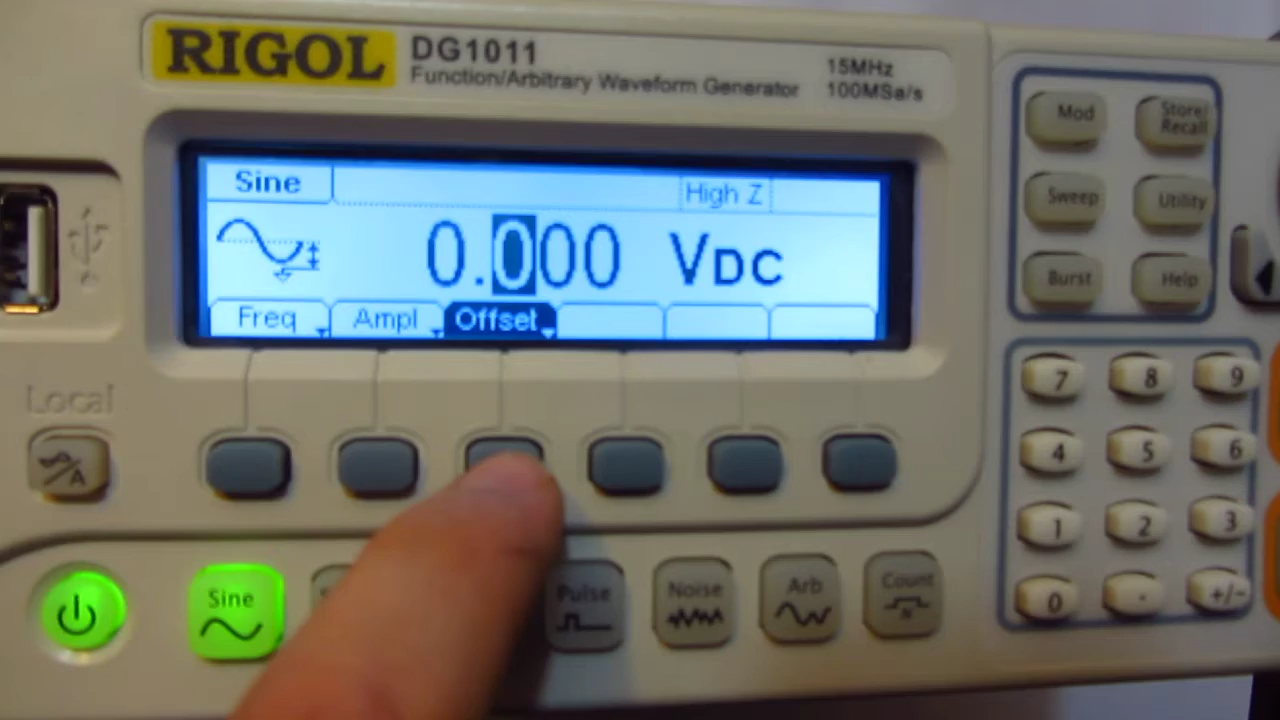 RIGOL
DG1011
Function/Arbitrary Waveform Generator
15MHz
100MSa/s
Sine
High Z
0.000 VDC
Freq
Ampl
Offset
Local
Mod
Store/
Recall
Sweep
Utility
Burst
Help
7 8 9
4 5 6
1 2 3
0 . +/-
Sine
Pulse
Noise
Arb
Count
N